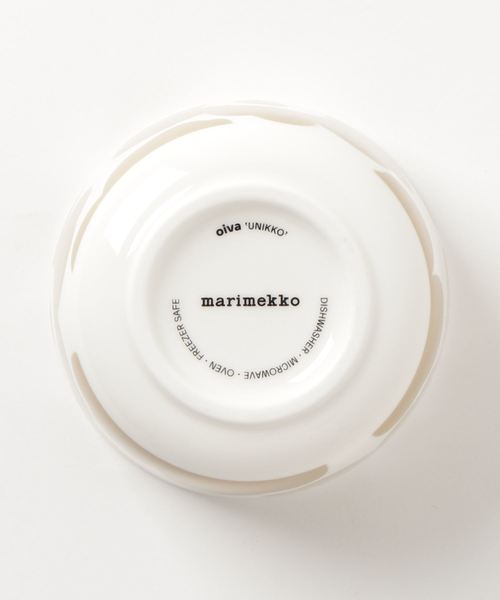 oiva 'UNIKKO'
marimekko
DISHWASHER · MICROWAVE · OVEN · FREEZER SAFE